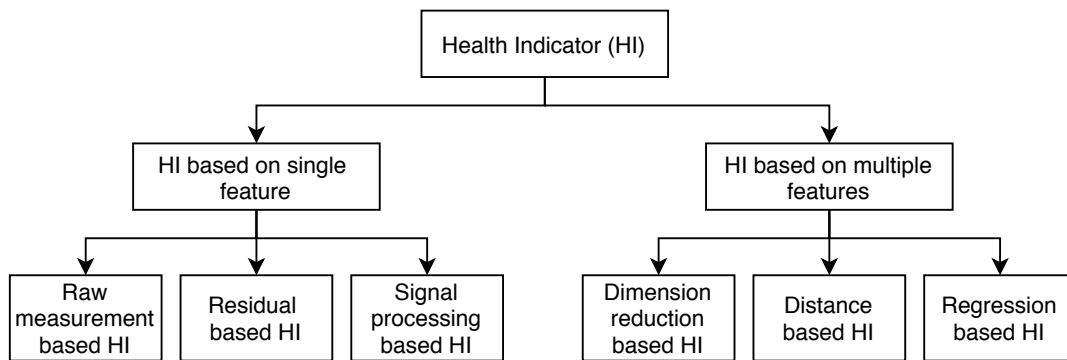 Health Indicator (HI)
HI based on single
feature
HI based on multiple
features
Raw
measurement
based HI
Residual
based HI
Signal
processing
based HI
Dimension
reduction
based HI
Distance
based HI
Regression
based HI